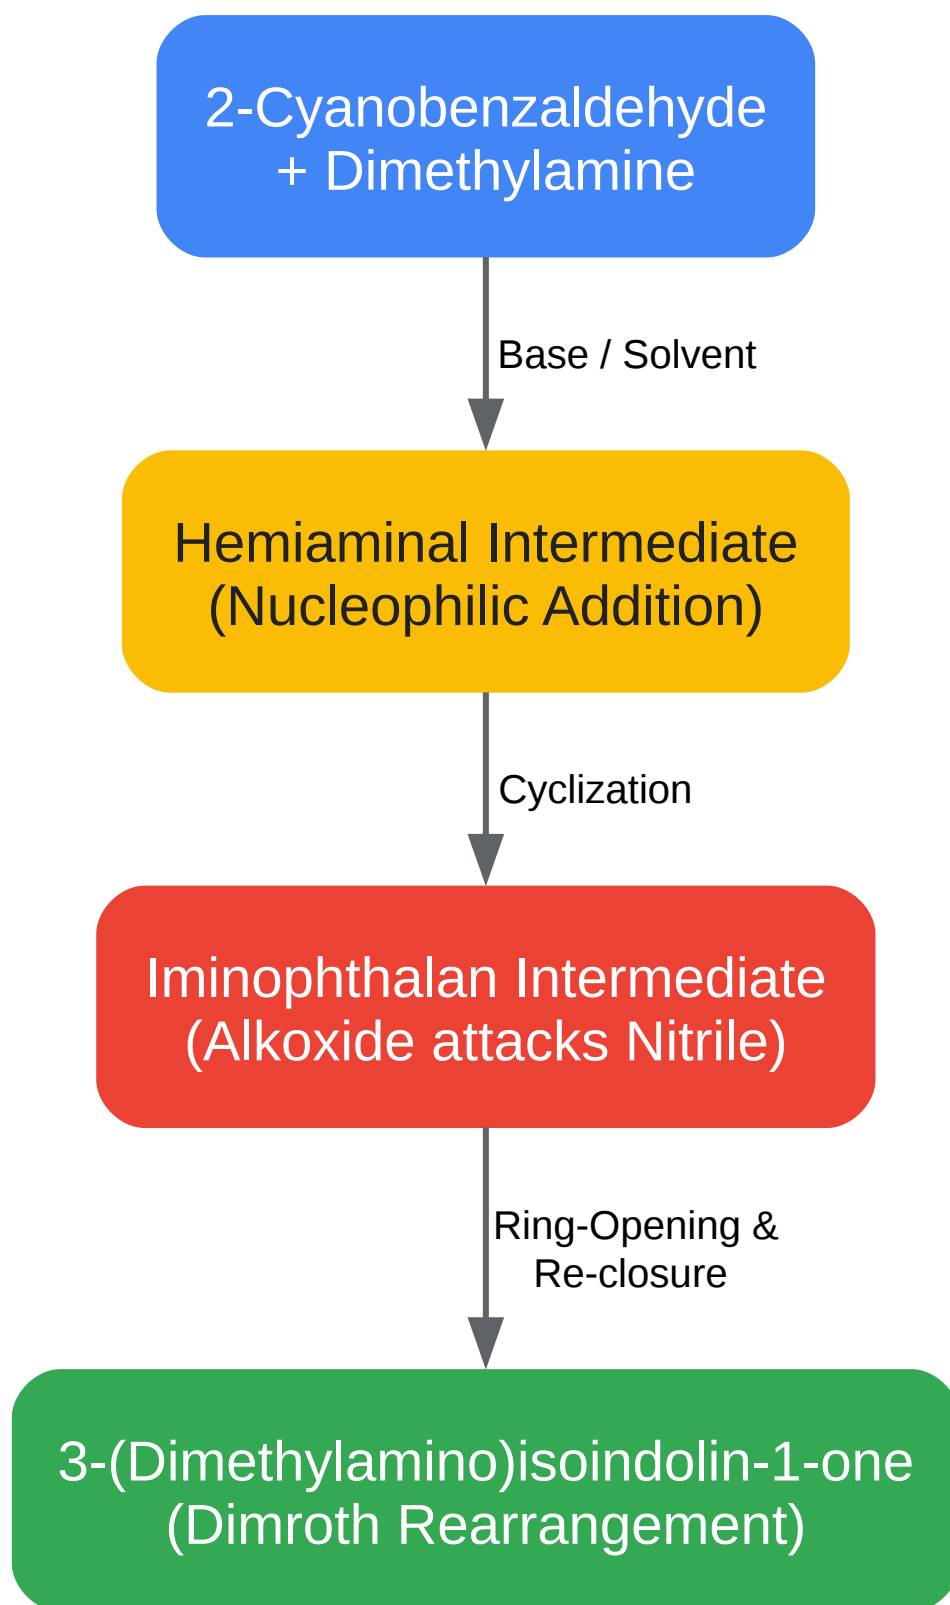 2-Cyanobenzaldehyde
+ Dimethylamine
Base / Solvent
Hemiaminal Intermediate
(Nucleophilic Addition)
Cyclization
Iminophthalan Intermediate
(Alkoxide attacks Nitrile)
Ring-Opening &
Re-closure
3-(Dimethylamino)isoindolin-1-one
(Dimroth Rearrangement)